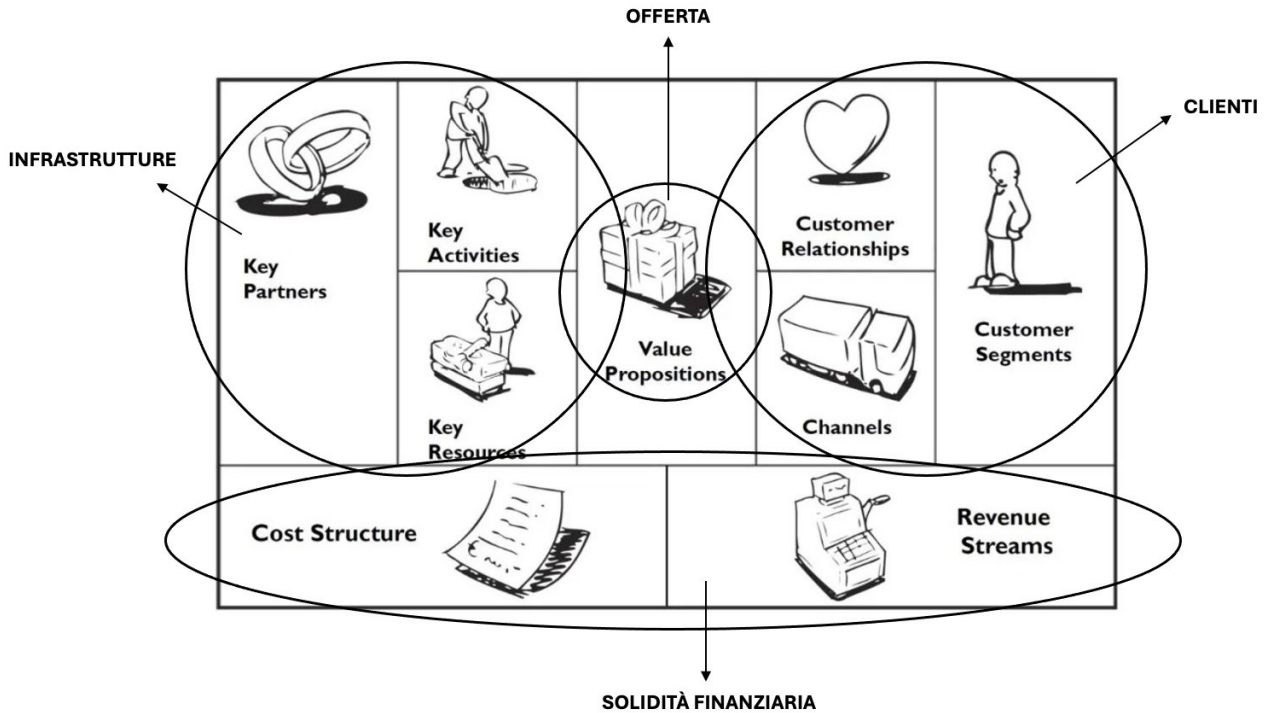 OFFERTA
CLIENTI
INFRASTRUTTURE
Key
Partners
Key
Activities
Key
Resources
Value
Propositions
Customer
Relationships
Channels
Customer
Segments
Cost Structure
Revenue
Streams
SOLIDITÀ FINANZIARIA